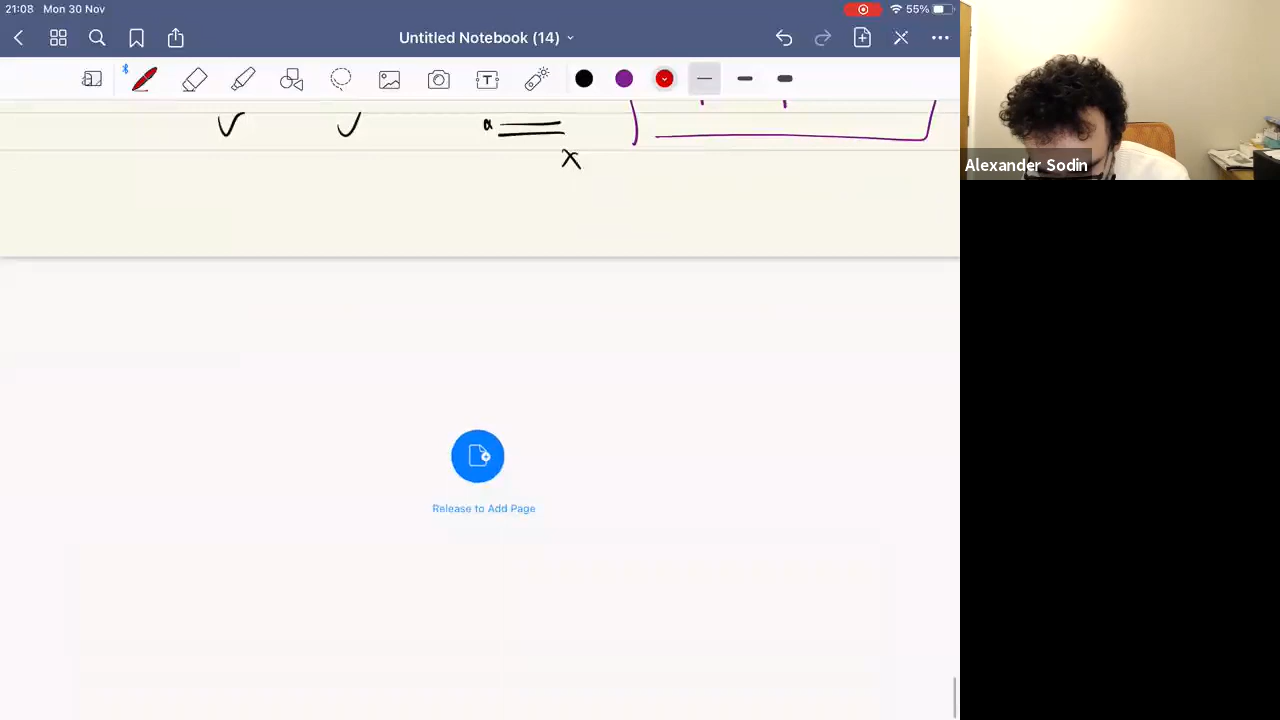 21:08 Mon 30 Nov 55%
Untitled Notebook (14)
T
a
x
Alexander Sodin
Release to Add Page